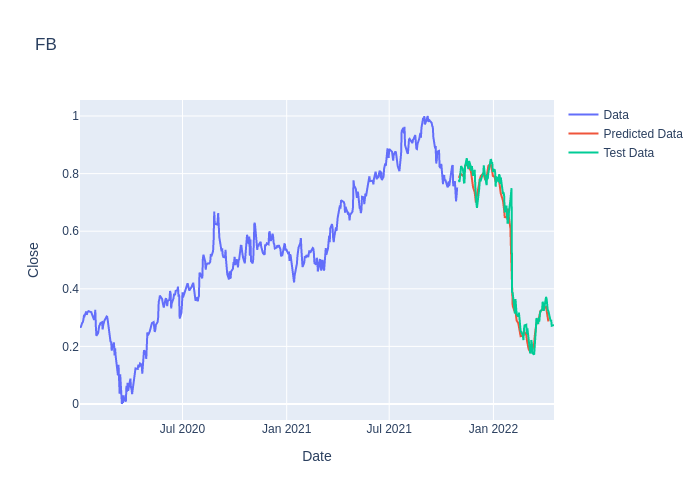 FB
Close
1
0.8
0.6
0.4
0.2
0
Jul 2020
Jan 2021
Jul 2021
Jan 2022
Date
Data
Predicted Data
Test Data